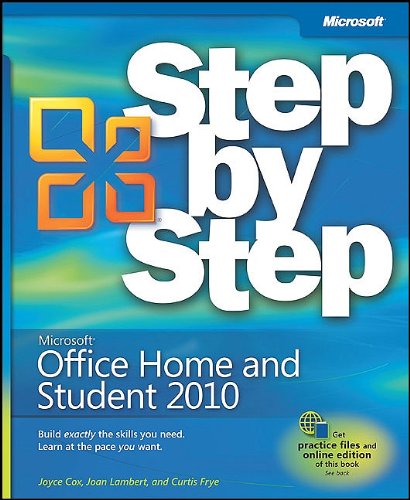 Microsoft®
Step
by
Step
®
Microsoft®
Office Home and
Student 2010
Build exactly the skills you need.
Learn at the pace you want.
Get
practice files and
online edition
of this book
See back
Joyce Cox, Joan Lambert, and Curtis Frye